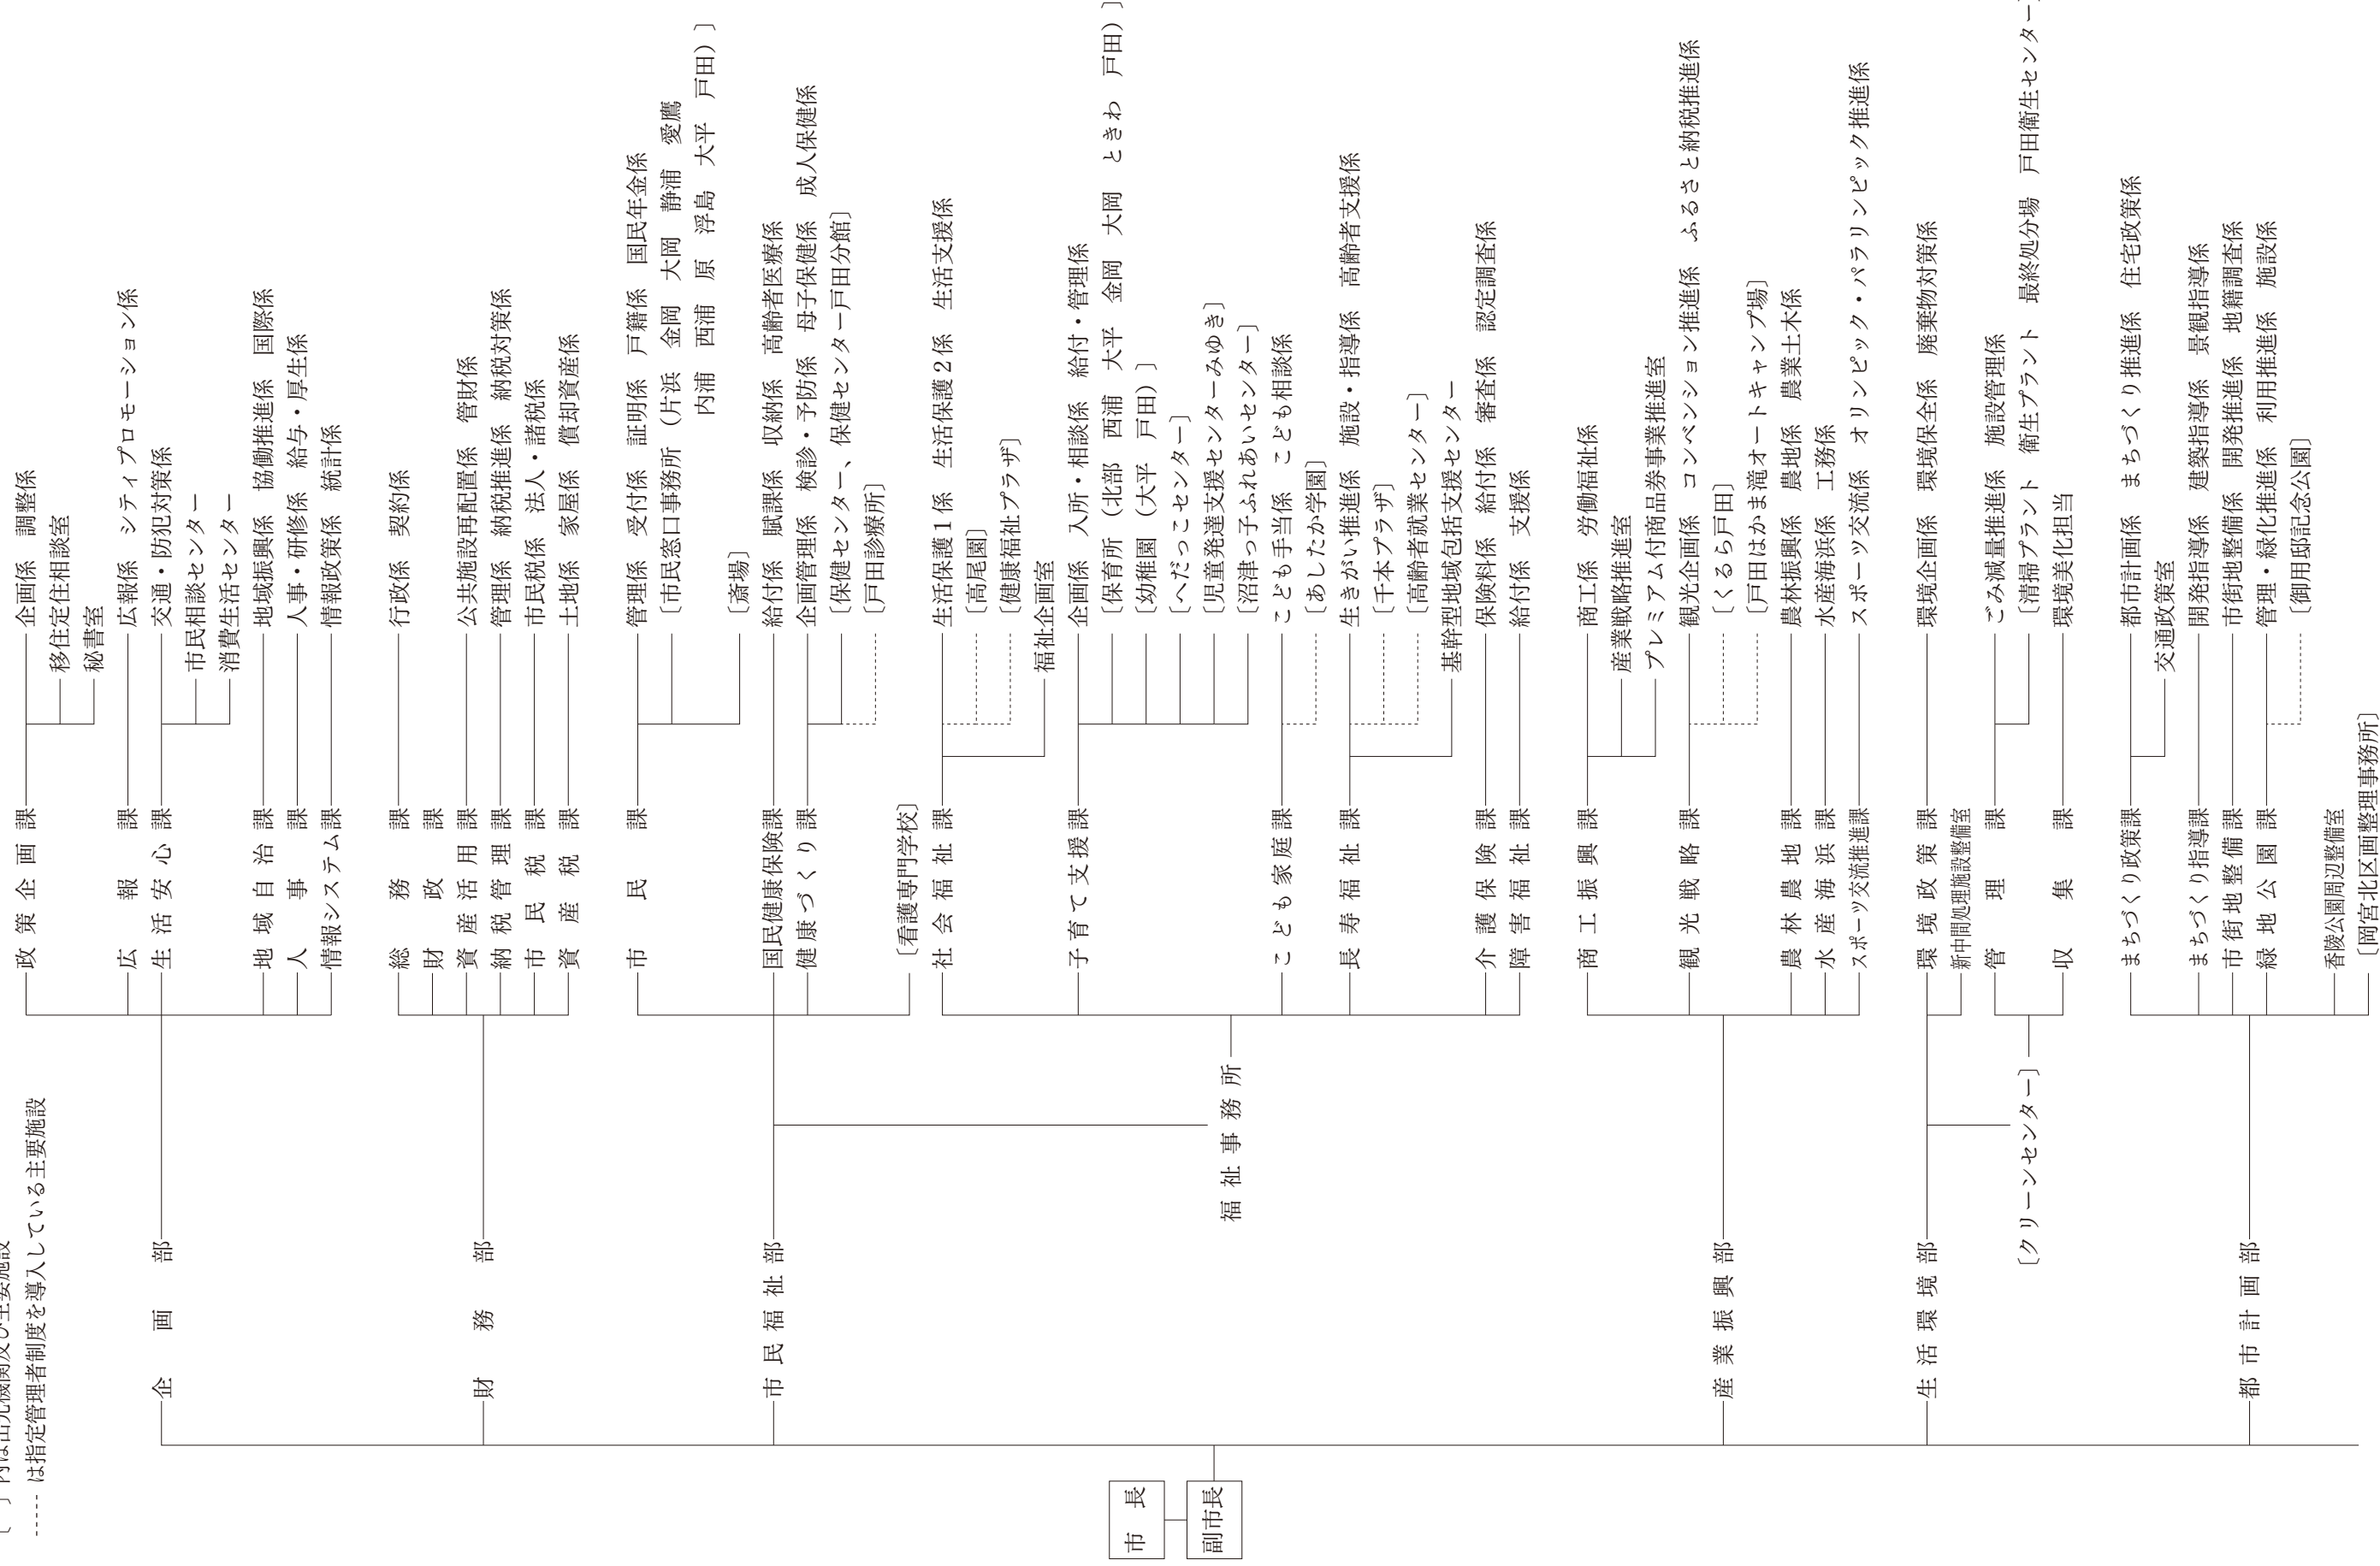 〔　〕内は出先機関及び主要施設
-----は指定管理者制度を導入している主要施設
市長
副市長
企画部
政策企画課
企画係　調整係
移住定住相談室
秘書室
広報課
広報係　シティプロモーション係
生活安心課
交通・防犯対策係
市民相談センター
消費生活センター
地域自治課
地域振興係　協働推進係　国際係
人事課
人事・研修係　給与・厚生係
情報システム課
情報政策係　統計係
財務部
総務課
行政係　契約係
財政課
資産活用課
公共施設再配置係　管財係
納税管理課
管理係　納税推進係　納税対策係
市民税課
市民税係　法人・諸税係
資産税課
土地係　家屋係　償却資産係
市民福祉部
市民課
管理係　受付係　証明係　戸籍係　国民年金係
〔市民窓口事務所（片浜　金岡　大岡　静浦　愛鷹
内浦　西浦　原　浮島　大平　戸田）〕
〔斎場〕
国民健康保険課
給付係　賦課係　収納係　高齢者医療係
健康づくり課
企画管理係　検診・予防係　母子保健係　成人保健係
〔保健センター、保健センター戸田分館〕
〔戸田診療所〕
〔看護専門学校〕
福祉事務所
社会福祉課
生活保護１係　生活保護２係　生活支援係
〔高尾園〕
〔健康福祉プラザ〕
福祉企画室
子育て支援課
企画係　入所・相談係　給付・管理係
〔保育所（北部　西浦　大平　金岡　大岡　ときわ　戸田）〕
〔幼稚園（大平　戸田）〕
〔へだっこセンター〕
〔児童発達支援センターみゆき〕
〔沼津っ子ふれあいセンター〕
こども家庭課
こども手当係　こども相談係
〔あしたか学園〕
長寿福祉課
生きがい推進係　施設・指導係　高齢者支援係
〔千本プラザ〕
〔高齢者就業センター〕
基幹型地域包括支援センター
介護保険課
保険料係　給付係　審査係　認定調査係
障害福祉課
給付係　支援係
産業振興部
商工振興課
商工係　労働福祉係
産業戦略推進室
プレミアム付商品券事業推進室
観光戦略課
観光企画係　コンベンション推進係　ふるさと納税推進係
〔くるら戸田〕
〔戸田はかま滝オートキャンプ場〕
農林農地課
農林振興係　農地係　農業土木係
水産海浜課
水産海浜係　工務係
スポーツ交流推進課
スポーツ交流係　オリンピック・パラリンピック推進係
生活環境部
環境政策課
環境企画係　環境保全係　廃棄物対策係
新中間処理施設整備室
〔クリーンセンター〕
管理課
ごみ減量推進係　施設管理係
〔清掃プラント　衛生プラント　最終処分場　戸田衛生センター〕
収集課
環境美化担当
都市計画部
まちづくり政策課
都市計画係　まちづくり推進係　住宅政策係
交通政策室
まちづくり指導課
開発指導係　建築指導係　景観指導係
市街地整備課
市街地整備係　開発推進係　地籍調査係
緑地公園課
管理・緑化推進係　利用推進係　施設係
〔御用邸記念公園〕
香陵公園周辺整備室
〔岡宮北区画整理事務所〕